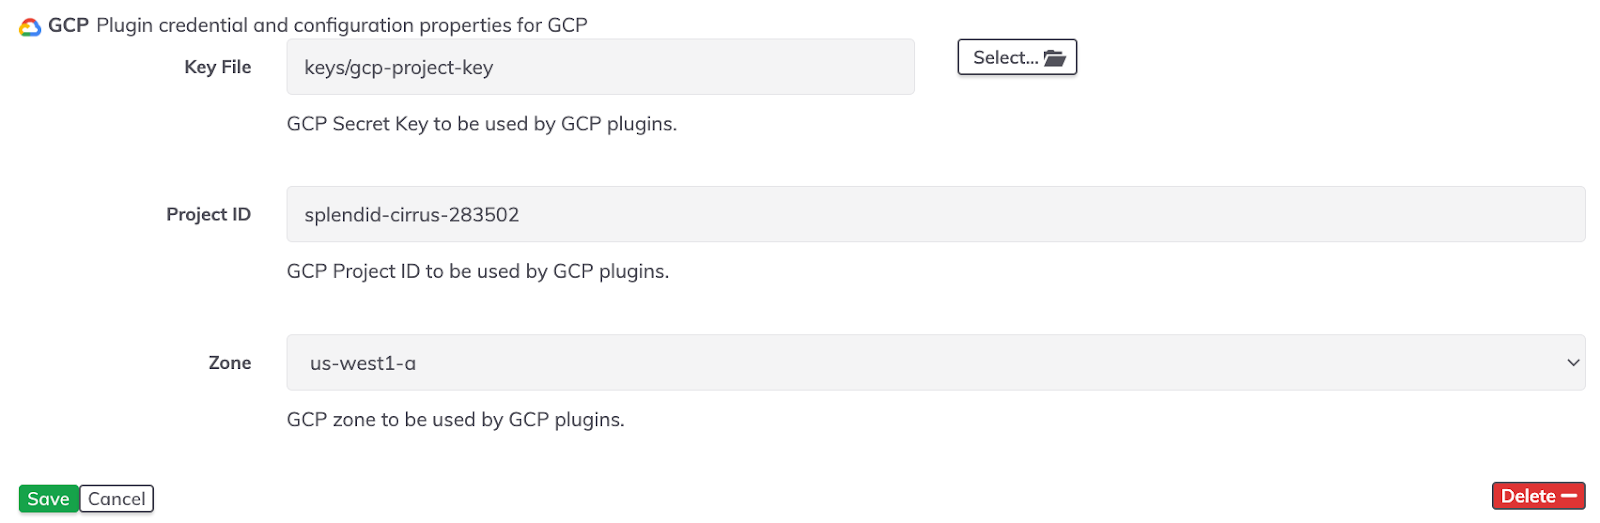 GCP Plugin credential and configuration properties for GCP
Key File keys/gcp-project-key Select...
GCP Secret Key to be used by GCP plugins.
Project ID splendid-cirrus-283502
GCP Project ID to be used by GCP plugins.
Zone us-west1-a
GCP zone to be used by GCP plugins.
Save Cancel Delete